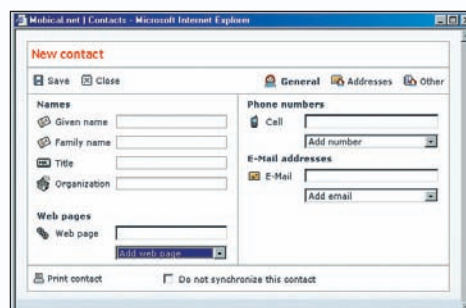 Mobical.net | Contacts - Microsoft Internet Explorer
New contact
Save Close General Addresses Other
Names
Given name
Family name
Title
Organization
Web pages
Web page
Add web page
Phone numbers
Cell
Add number
E-Mail addresses
E-Mail
Add email
Print contact Do not synchronize this contact